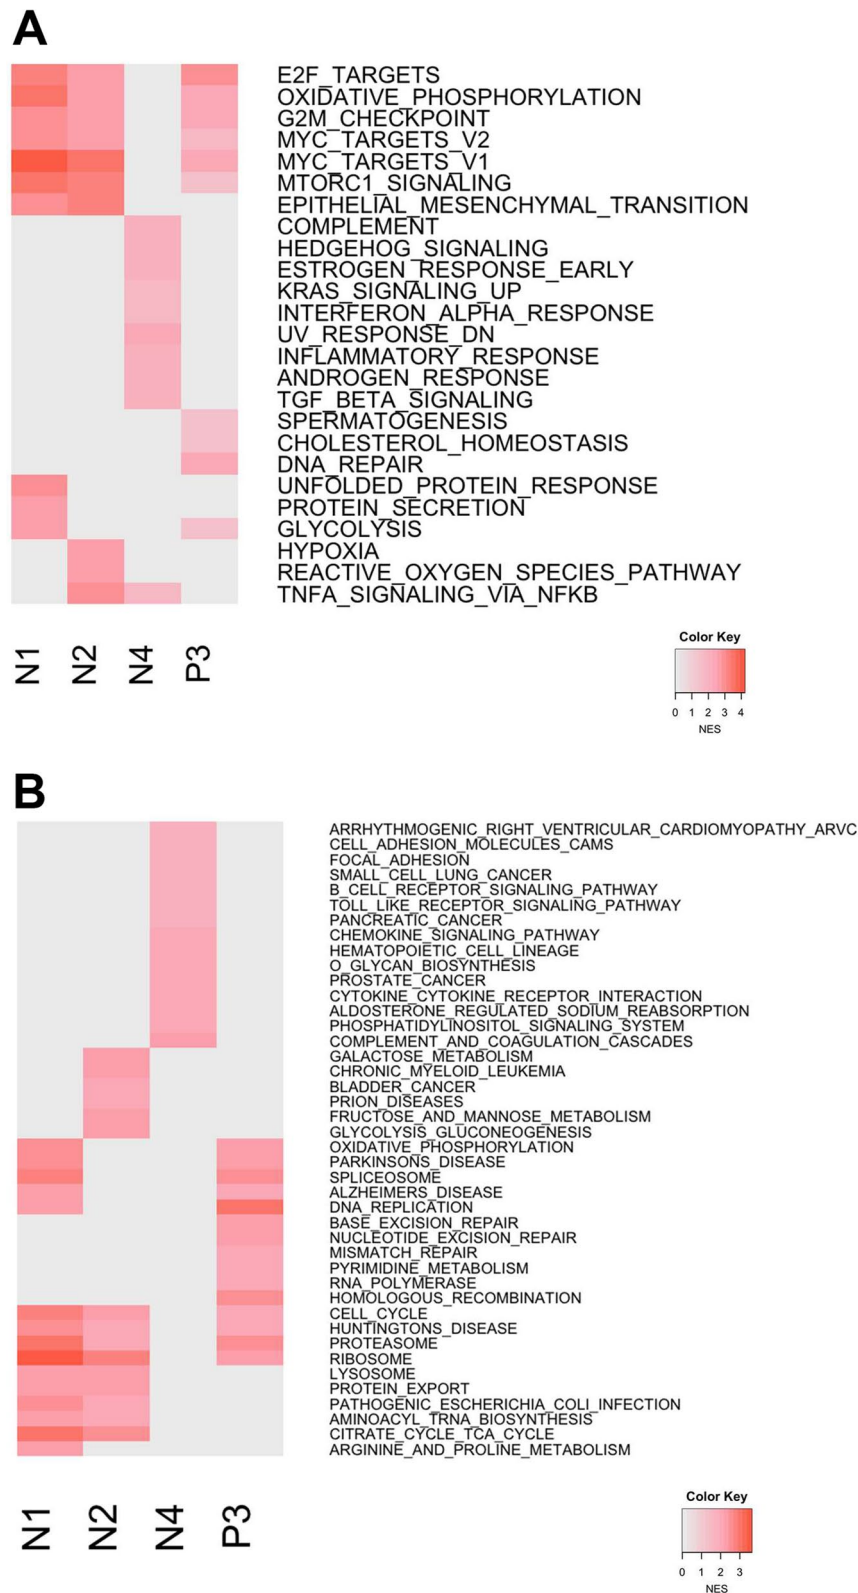 A
E2F_TARGETS
OXIDATIVE_PHOSPHORYLATION
G2M_CHECKPOINT
MYC_TARGETS_V2
MYC_TARGETS_V1
MTORC1_SIGNALING
EPITHELIAL_MESENCHYMAL_TRANSITION
COMPLEMENT
HEDGEHOG_SIGNALING
ESTROGEN_RESPONSE_EARLY
KRAS_SIGNALING_UP
INTERFERON_ALPHA_RESPONSE
UV_RESPONSE_DN
INFLAMMATORY_RESPONSE
ANDROGEN_RESPONSE
TGF_BETA_SIGNALING
SPERMATOGENESIS
CHOLESTEROL_HOMEOSTASIS
DNA_REPAIR
UNFOLDED_PROTEIN_RESPONSE
PROTEIN_SECRETION
GLYCOLYSIS
HYPOXIA
REACTIVE_OXYGEN_SPECIES_PATHWAY
TNFA_SIGNALING_VIA_NFKB
N1 N2 N4 P3
Color Key
0 1 2 3 4
NES
B
ARRHYTHMOGENIC_RIGHT_VENTRICULAR_CARDIOMYOPATHY_ARVC
CELL_ADHESION_MOLECULES_CAMS
FOCAL_ADHESION
SMALL_CELL_LUNG_CANCER
B_CELL_RECEPTOR_SIGNALING_PATHWAY
TOLL_LIKE_RECEPTOR_SIGNALING_PATHWAY
PANCREATIC_CANCER
CHEMOKINE_SIGNALING_PATHWAY
HEMATOPOIETIC_CELL_LINEAGE
O_GLYCAN_BIOSYNTHESIS
PROSTATE_CANCER
CYTOKINE_CYTOKINE_RECEPTOR_INTERACTION
ALDOSTERONE_REGULATED_SODIUM_REABSORPTION
PHOSPHATIDYLINOSITOL_SIGNALING_SYSTEM
COMPLEMENT_AND_COAGULATION_CASCADES
GALACTOSE_METABOLISM
CHRONIC_MYELOID_LEUKEMIA
BLADDER_CANCER
PRION_DISEASES
FRUCTOSE_AND_MANNOSE_METABOLISM
GLYCOLYSIS_GLUCONEOGENESIS
OXIDATIVE_PHOSPHORYLATION
PARKINSONS_DISEASE
SPLICEOSOME
ALZHEIMERS_DISEASE
DNA_REPLICATION
BASE_EXCISION_REPAIR
NUCLEOTIDE_EXCISION_REPAIR
MISMATCH_REPAIR
PYRIMIDINE_METABOLISM
RNA_POLYMERASE
HOMOLOGOUS_RECOMBINATION
CELL_CYCLE
HUNTINGTONS_DISEASE
PROTEASOME
RIBOSOME
LYSOSOME
PROTEIN_EXPORT
PATHOGENIC_ESCHERICHIA_COLI_INFECTION
AMINOACYL_TRNA_BIOSYNTHESIS
CITRATE_CYCLE_TCA_CYCLE
ARGININE_AND_PROLINE_METABOLISM
N1 N2 N4 P3
Color Key
0 1 2 3
NES